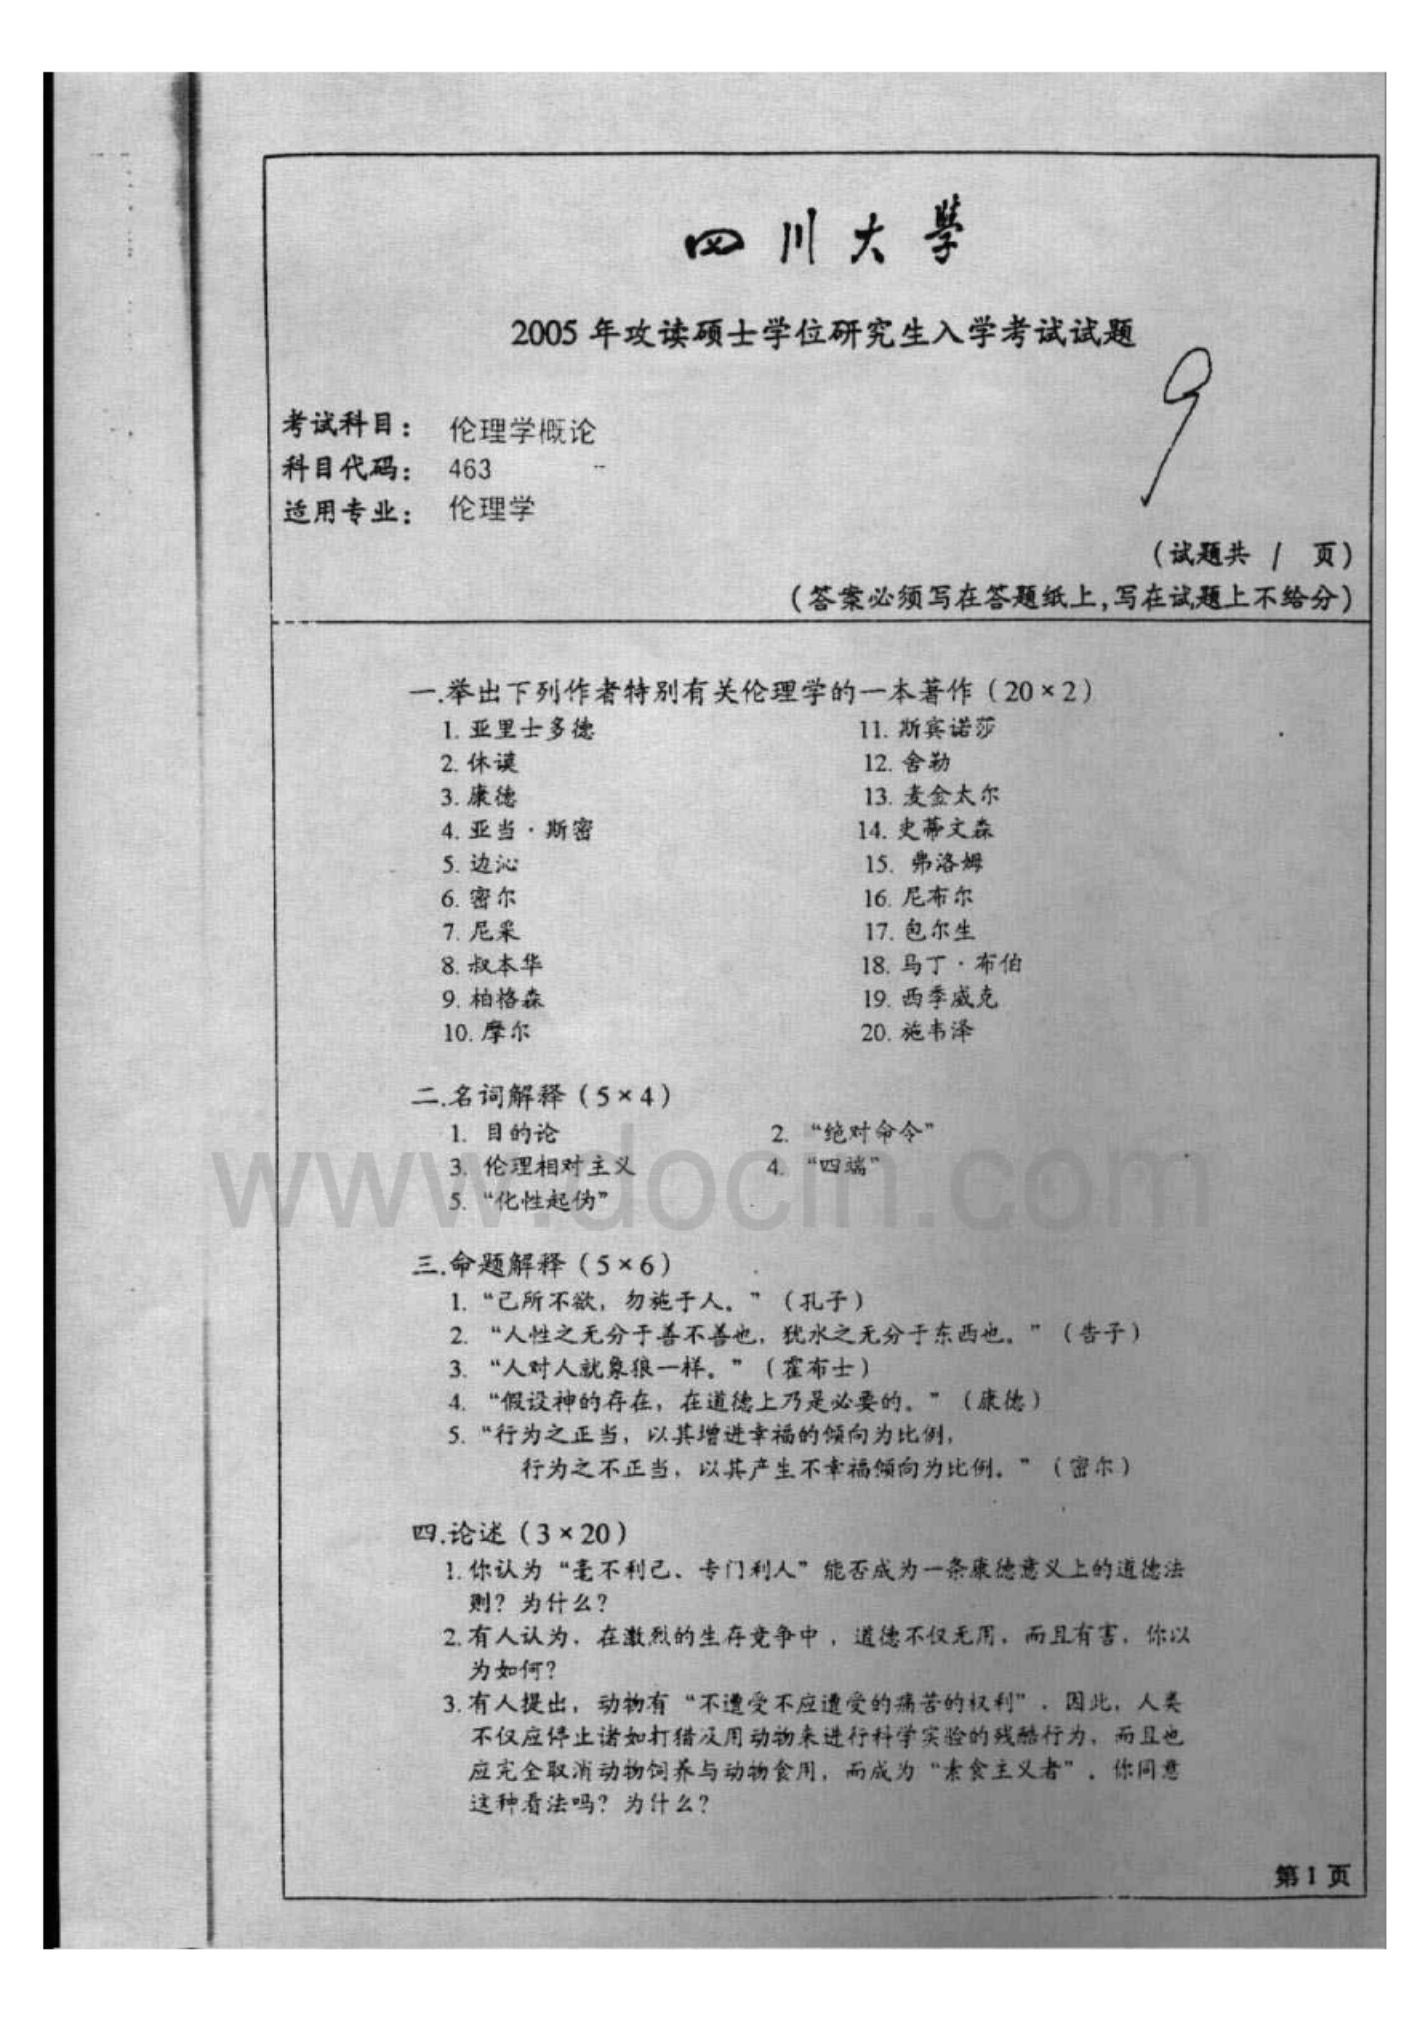 四川大學
2005 年攻读硕士学位研究生入学考试试题
9
考试科目： 伦理学概论
科目代码： 463
适用专业： 伦理学
（试题共 1 页）
（答案必须写在答题纸上，写在试题上不给分）
一.举出下列作者特别有关伦理学的一本著作（20×2）
1. 亚里士多德 11. 斯宾诺莎
2. 休谟 12. 舍勒
3. 康德 13. 麦金太尔
4. 亚当·斯密 14. 史蒂文森
5. 边沁 15. 弗洛姆
6. 密尔 16. 尼布尔
7. 尼采 17. 包尔生
8. 叔本华 18. 马丁·布伯
9. 柏格森 19. 西季威克
10. 摩尔 20. 施韦泽
二.名词解释（5×4）
1. 目的论 2. “绝对命令”
3. 伦理相对主义 4. “四端”
5. “化性起伪”
三.命题解释（5×6）
1. “己所不欲，勿施于人。”（孔子）
2. “人性之无分于善不善也，犹水之无分于东西也。”（告子）
3. “人对人就象狼一样。”（霍布士）
4. “假设神的存在，在道德上乃是必要的。”（康德）
5. “行为之正当，以其增进幸福的倾向为比例，
行为之不正当，以其产生不幸福倾向为比例。”（密尔）
四.论述（3×20）
1. 你认为“毫不利己、专门利人”能否成为一条康德意义上的道德法
则？为什么？
2. 有人认为，在激烈的生存竞争中，道德不仅无用，而且有害，你以
为如何？
3. 有人提出，动物有“不遭受不应遭受的痛苦的权利”，因此，人类
不仅应停止诸如打猎及用动物来进行科学实验的残酷行为，而且也
应完全取消动物饲养与动物食用，而成为“素食主义者”。你同意
这种看法吗？为什么？
第 1 页
www.docin.com